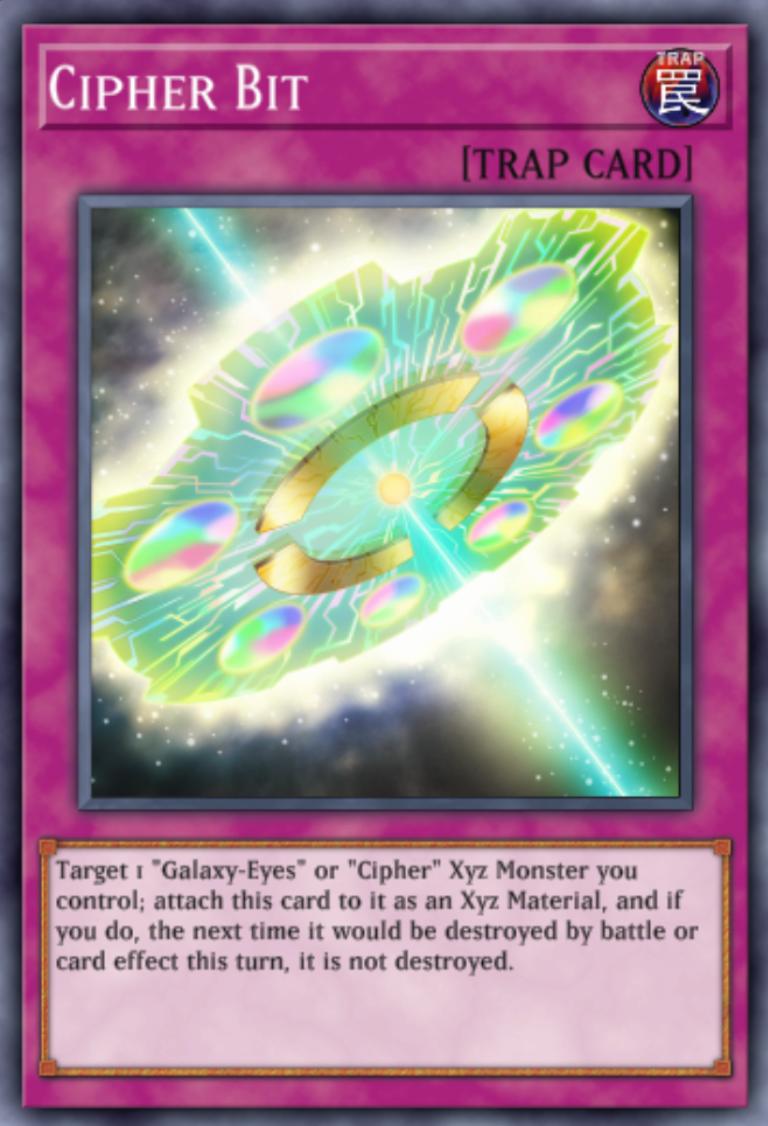 Cipher Bit
TRAP
罠
[TRAP CARD]
Target 1 "Galaxy-Eyes" or "Cipher" Xyz Monster you
control; attach this card to it as an Xyz Material, and if
you do, the next time it would be destroyed by battle or
card effect this turn, it is not destroyed.